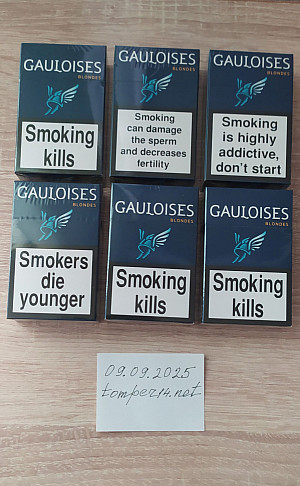 GAULOISES
BLONDES
Smoking
kills
GAULOISES
BLONDES
Smoking
can damage
the sperm
and decreases
fertility
GAULOISES
BLONDES
Smoking
is highly
addictive,
don't start
GAULOISES
BLONDES
Smokers
die
younger
GAULOISES
BLONDES
Smoking
kills
GAULOISES
BLONDES
Smoking
kills
09.09.2025
tomper14.net